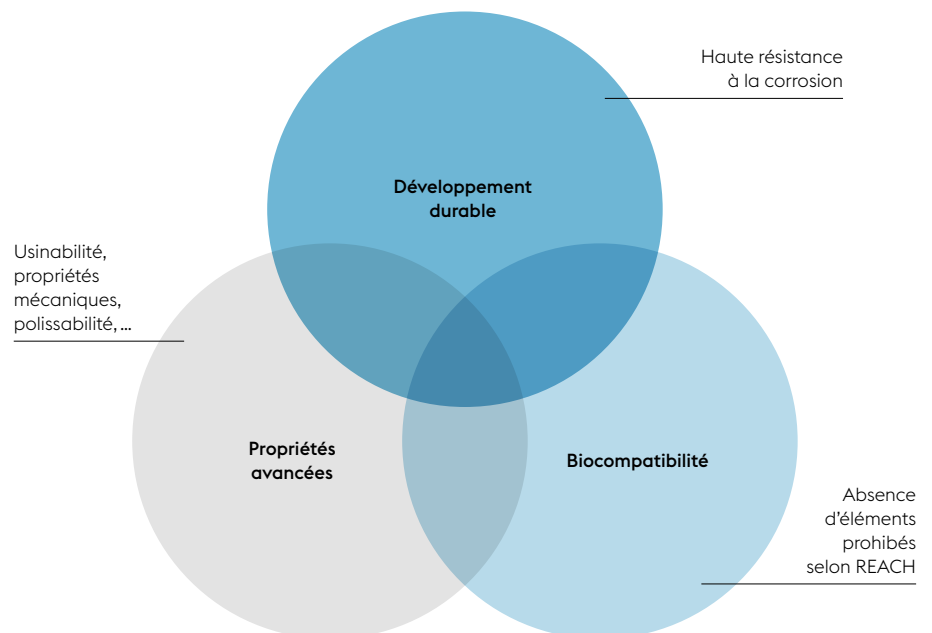 Haute résistance
à la corrosion
Développement
durable
Usinabilité,
propriétés
mécaniques,
polissabilité, ...
Propriétés
avancées
Biocompatibilité
Absence
d’éléments
prohibés
selon REACH